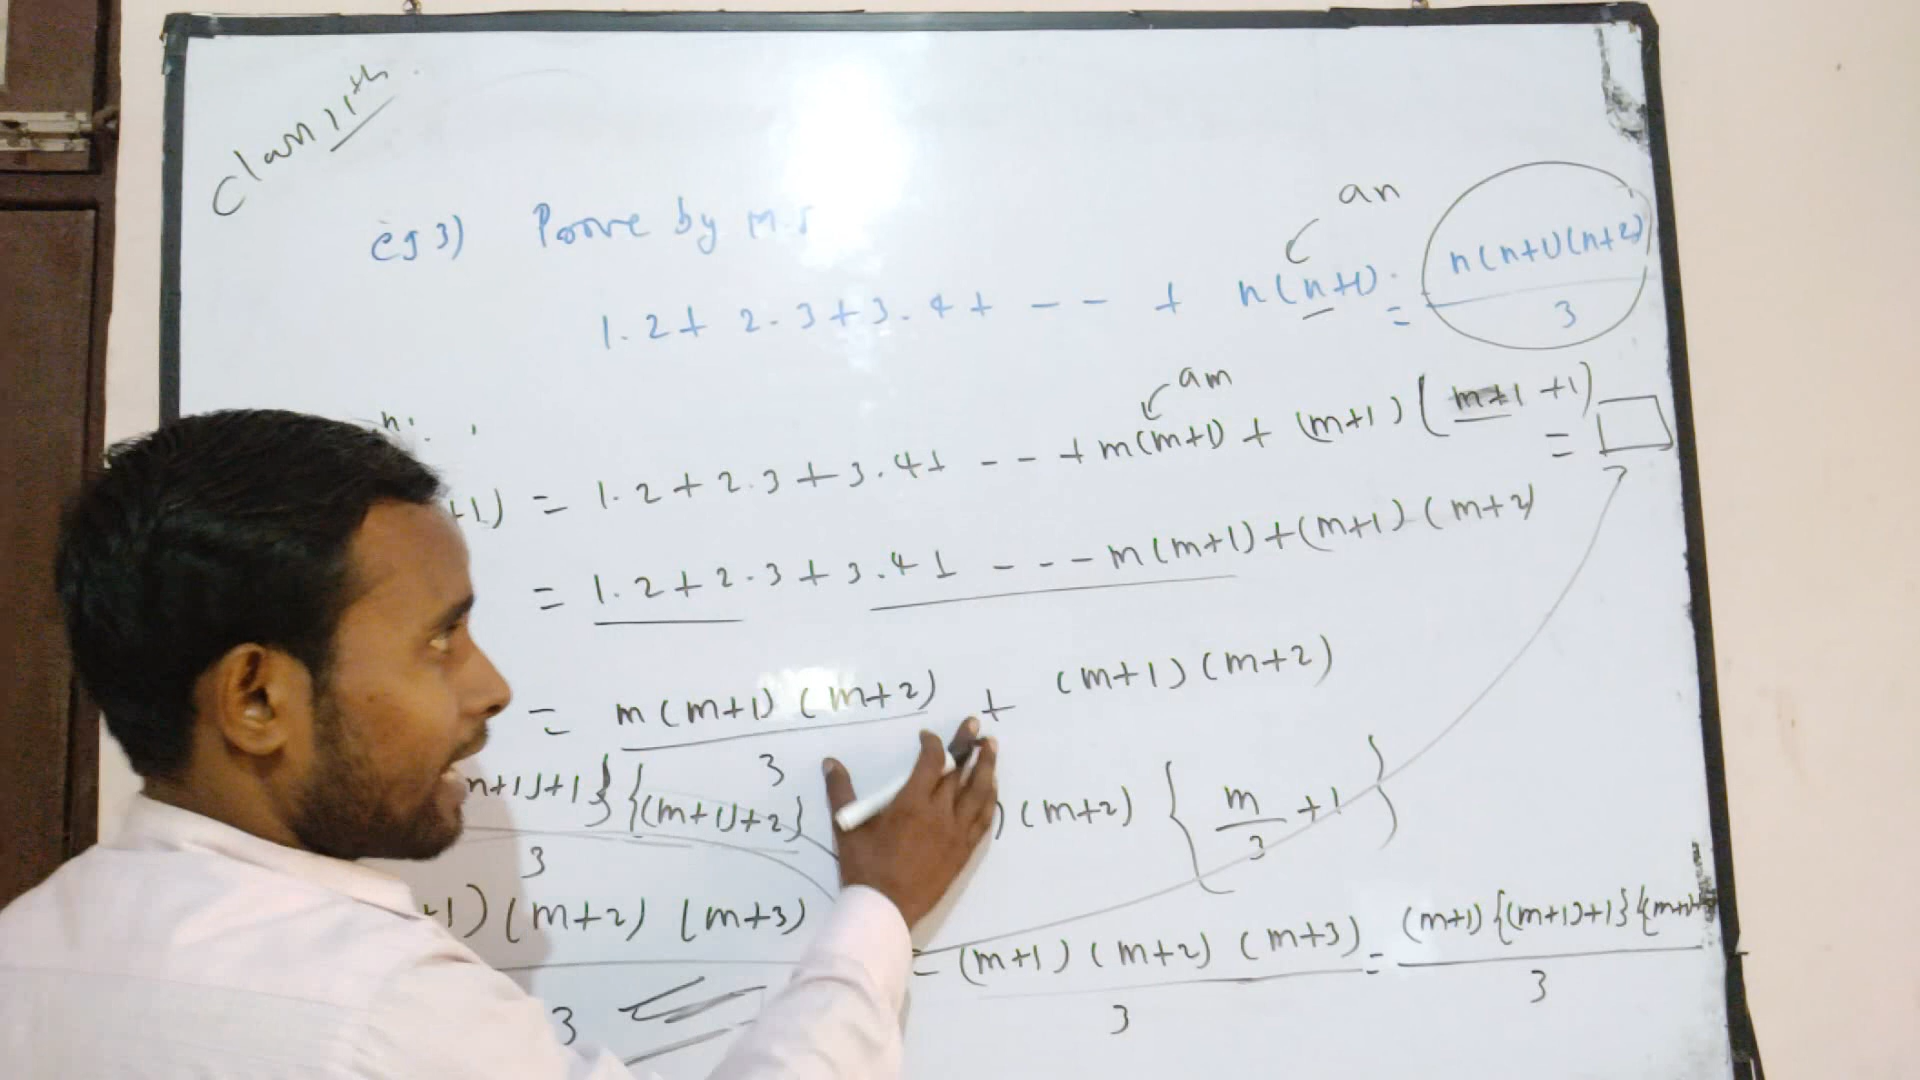 Class 11th
eg 3) Prove by M.
an
1.2 + 2.3 + 3.4 + - - + n(n+1) = n(n+1)(n+2) / 3
am
+1) = 1.2 + 2.3 + 3.4 + - - + m(m+1) + (m+1)(m+1+1) = □
= 1.2 + 2.3 + 3.4 + - - - m(m+1) + (m+1)(m+2)
= m(m+1)(m+2) / 3 + (m+1)(m+2)
+1)+1}{(m+1)+2} / 3
)(m+2) { m/3 + 1 }
+1)(m+2)(m+3) / 3
= (m+1)(m+2)(m+3) / 3 = (m+1){(m+1)+1}{(m+1)+ / 3